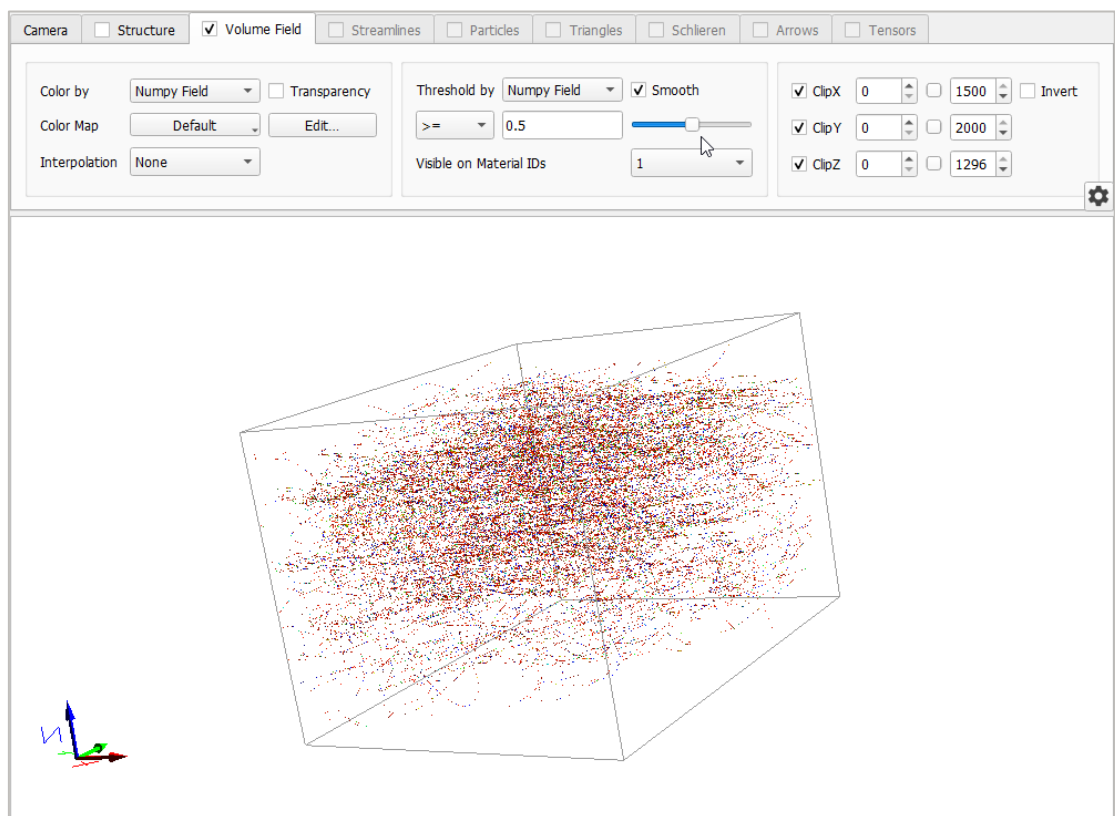 Camera Structure Volume Field Streamlines Particles Triangles Schlieren Arrows Tensors
Color by Numpy Field Transparency
Color Map Default Edit...
Interpolation None
Threshold by Numpy Field Smooth
>= 0.5
Visible on Material IDs 1
ClipX 0 1500 Invert
ClipY 0 2000
ClipZ 0 1296